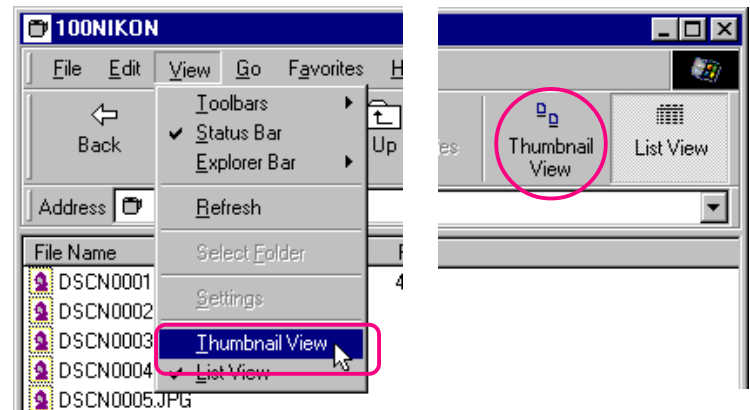 100NIKON
File Edit View Go Favorites H
Back
Up
Thumbnail
View
List View
Address
Toolbars
Status Bar
Explorer Bar
Refresh
Select Folder
Settings
Thumbnail View
List View
File Name
DSCN0001 4
DSCN0002
DSCN0003
DSCN0004
DSCN0005.JPG